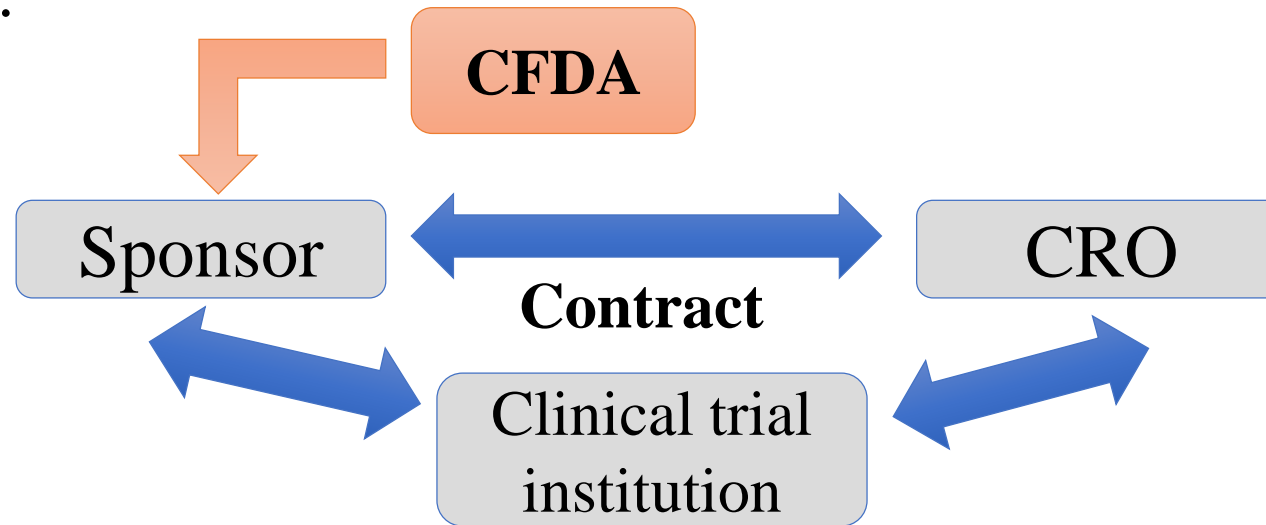 CFDA
Sponsor
CRO
Contract
Clinical trial
institution